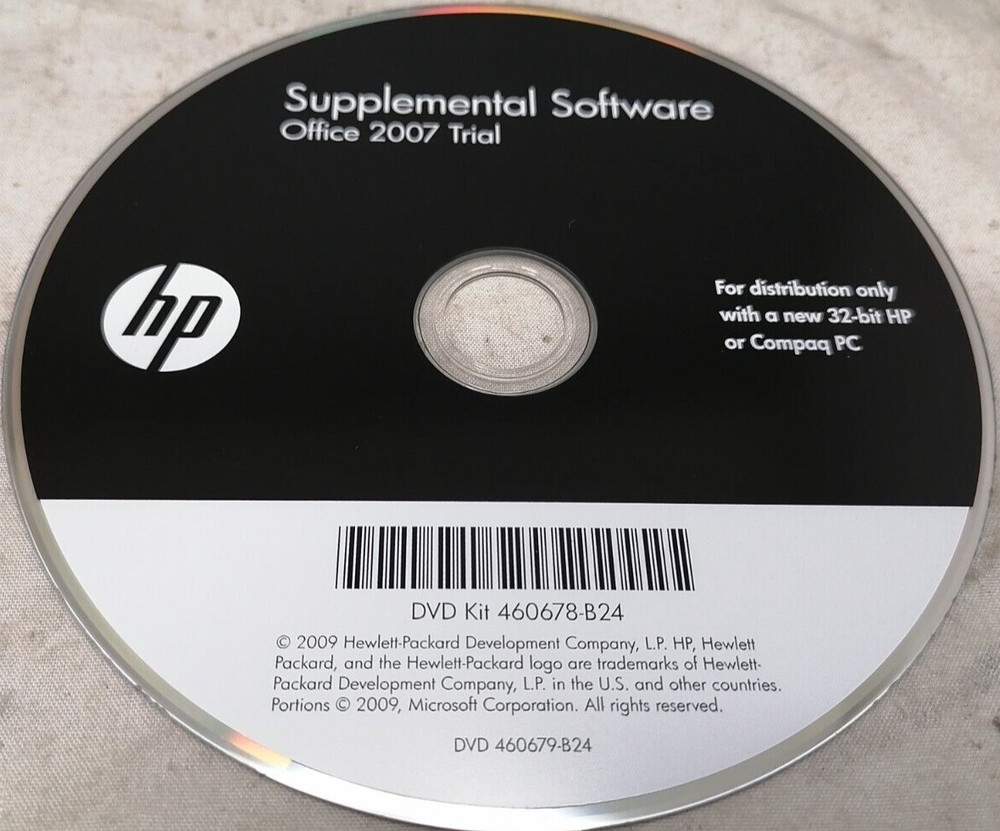 Supplemental Software
Office 2007 Trial
hp
For distribution only
with a new 32-bit HP
or Compaq PC
DVD Kit 460678-B24
© 2009 Hewlett-Packard Development Company, L.P. HP, Hewlett
Packard, and the Hewlett-Packard logo are trademarks of Hewlett-
Packard Development Company, L.P. in the U.S. and other countries.
Portions © 2009, Microsoft Corporation. All rights reserved.
DVD 460679-B24